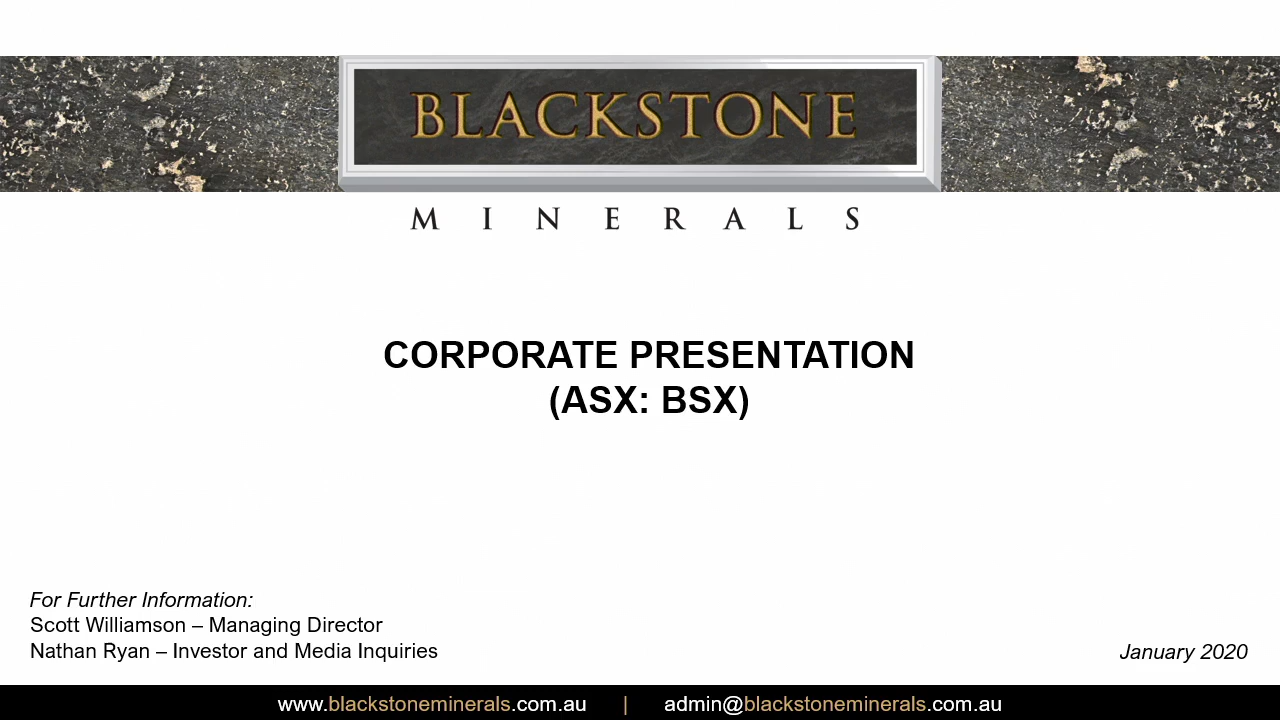 BLACKSTONE
MINERALS
CORPORATE PRESENTATION
(ASX: BSX)
For Further Information:
Scott Williamson – Managing Director
Nathan Ryan – Investor and Media Inquiries
January 2020
www.blackstoneminerals.com.au | admin@blackstoneminerals.com.au